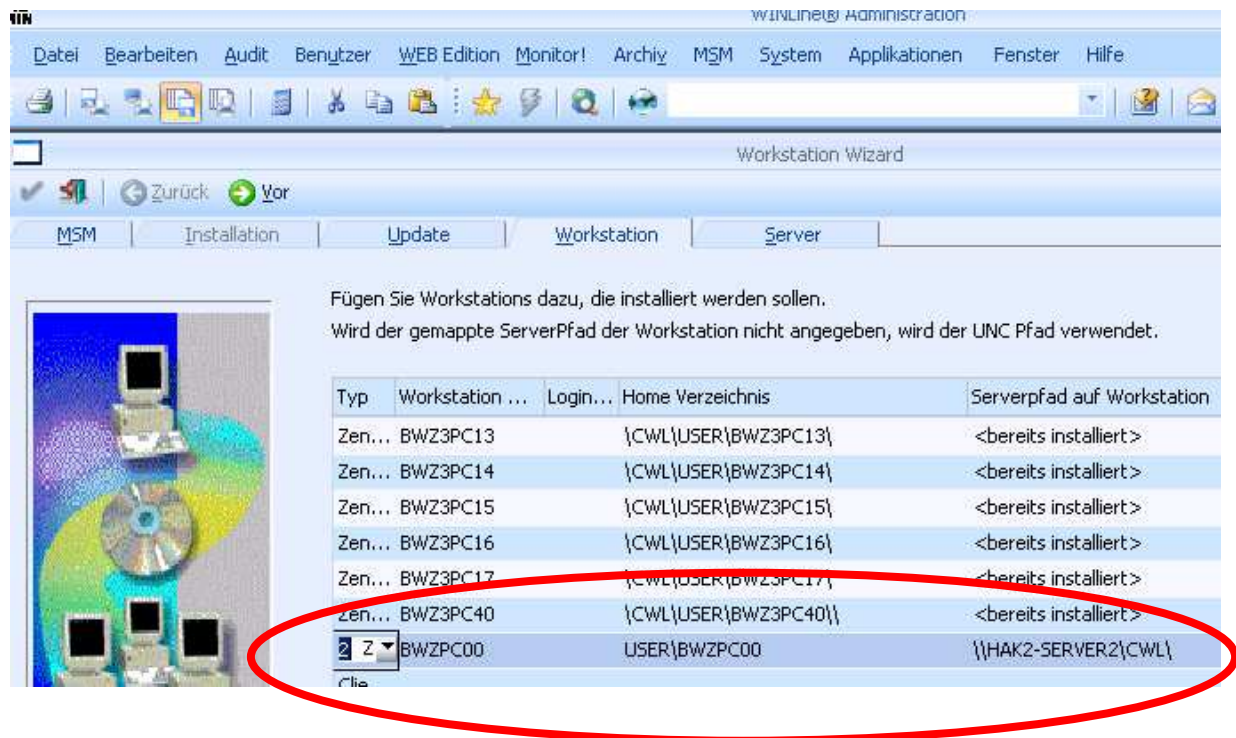 WINLine® Administration
Datei Bearbeiten Audit Benutzer WEB Edition Monitor! Archiv MSM System Applikationen Fenster Hilfe
Workstation Wizard
Zurück Vor
MSM Installation Update Workstation Server
Fügen Sie Workstations dazu, die installiert werden sollen.
Wird der gemappte ServerPfad der Workstation nicht angegeben, wird der UNC Pfad verwendet.
Typ Workstation ... Login... Home Verzeichnis Serverpfad auf Workstation
Zen... BWZ3PC13 \CWL\USER\BWZ3PC13\ <bereits installiert>
Zen... BWZ3PC14 \CWL\USER\BWZ3PC14\ <bereits installiert>
Zen... BWZ3PC15 \CWL\USER\BWZ3PC15\ <bereits installiert>
Zen... BWZ3PC16 \CWL\USER\BWZ3PC16\ <bereits installiert>
Zen... BWZ3PC17 \CWL\USER\BWZ3PC17\ <bereits installiert>
Zen... BWZ3PC40 \CWL\USER\BWZ3PC40\\ <bereits installiert>
2 Z BWZPC00 USER\BWZPC00 \\HAK2-SERVER2\CWL\
Clie